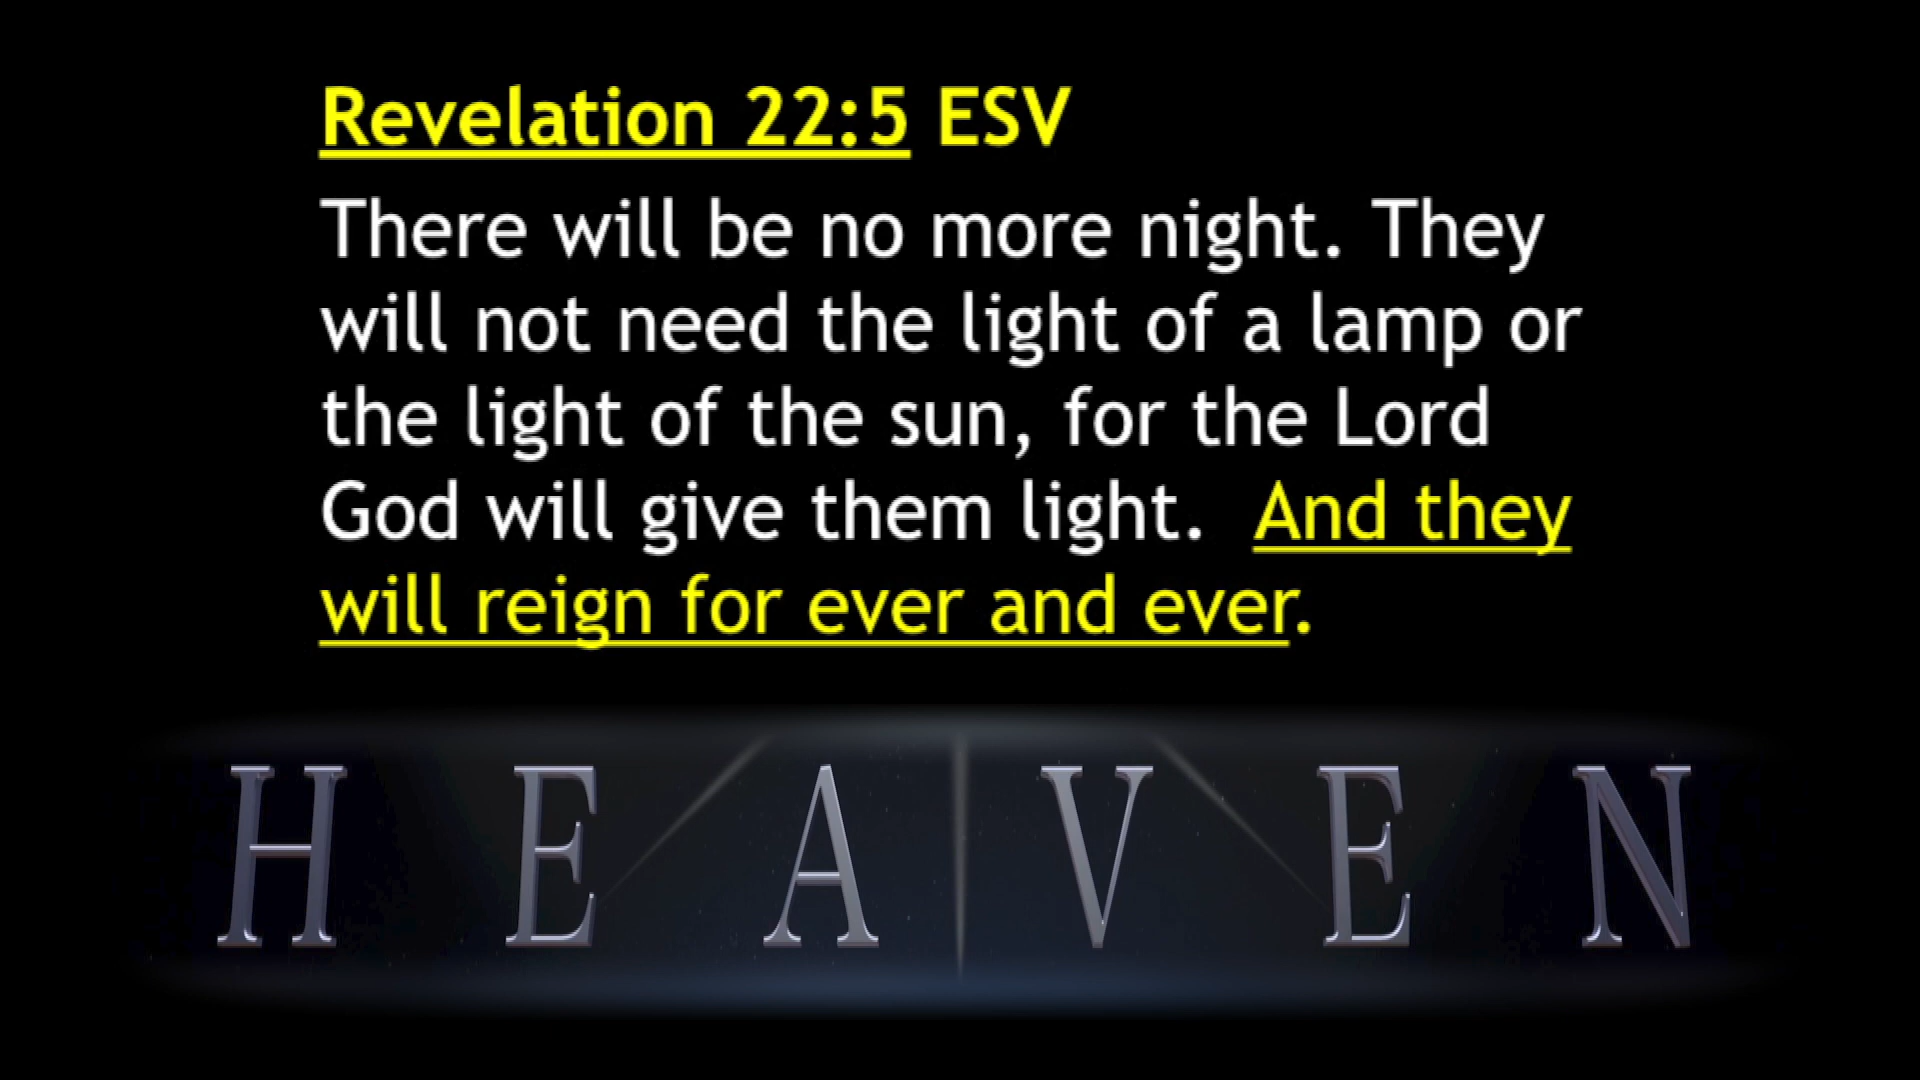 Revelation 22:5 ESV
There will be no more night. They
will not need the light of a lamp or
the light of the sun, for the Lord
God will give them light.  And they
will reign for ever and ever.
HEAVEN